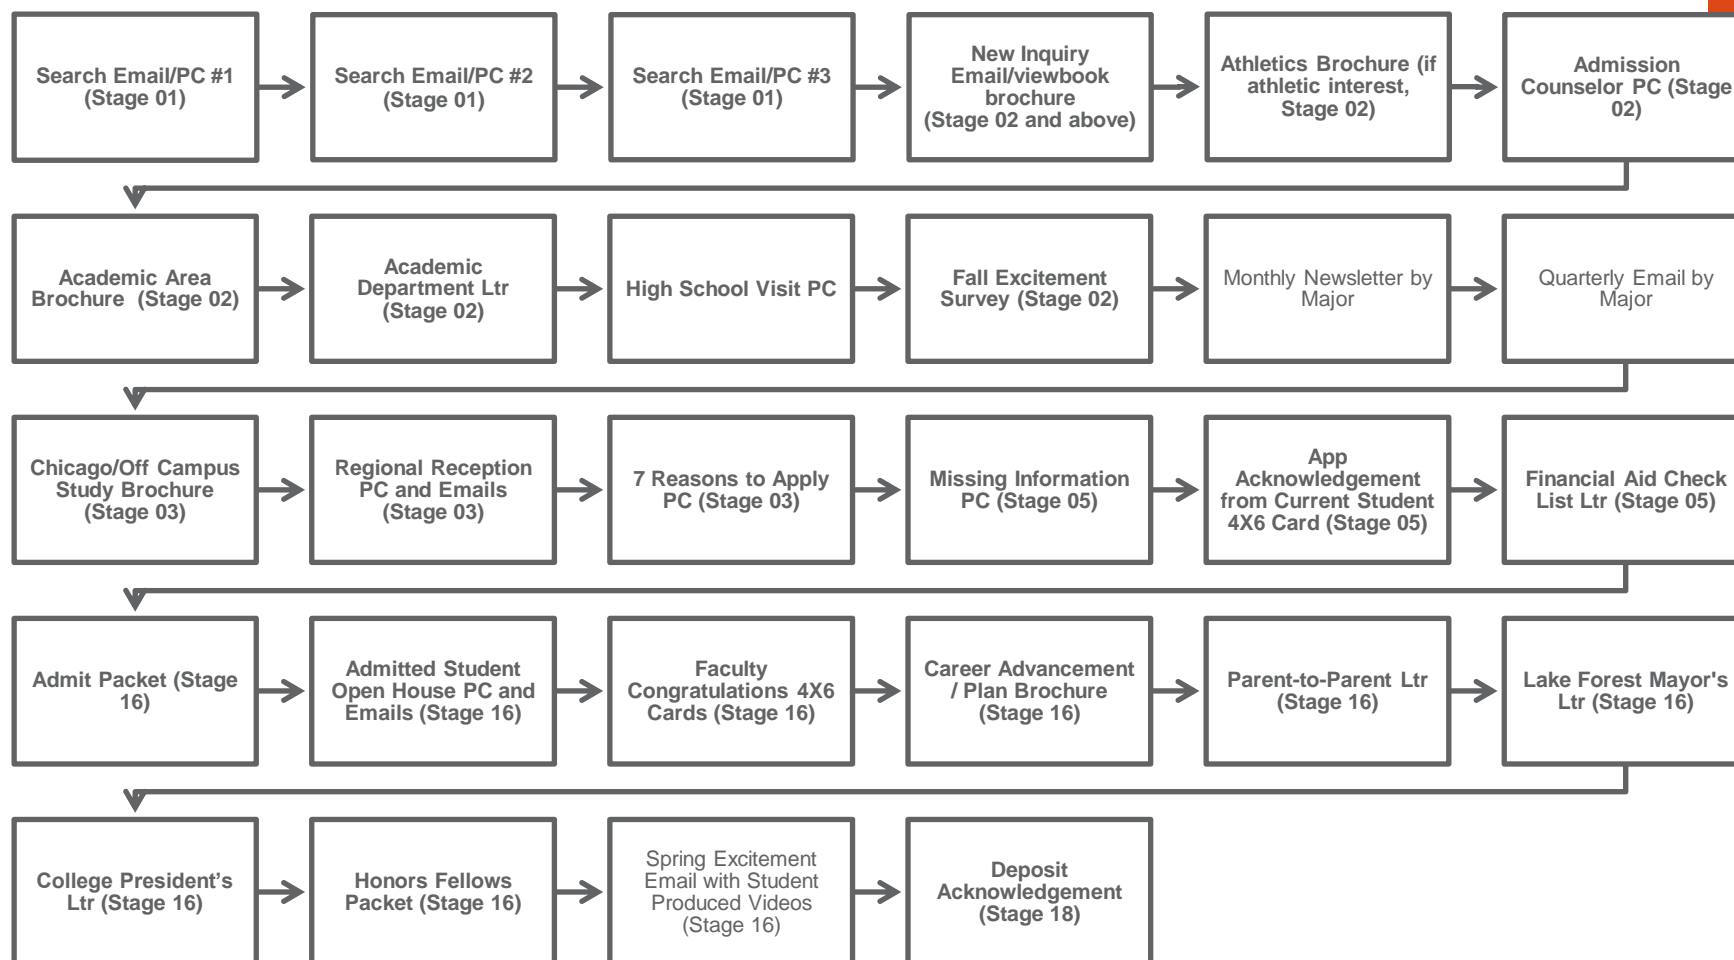 Search Email/PC #1
(Stage 01)
Search Email/PC #2
(Stage 01)
Search Email/PC #3
(Stage 01)
New Inquiry
Email/viewbook
brochure
(Stage 02 and above)
Athletics Brochure (if
athletic interest,
Stage 02)
Admission
Counselor PC (Stage
02)
Academic Area
Brochure (Stage 02)
Academic
Department Ltr
(Stage 02)
High School Visit PC
Fall Excitement
Survey (Stage 02)
Monthly Newsletter by
Major
Quarterly Email by
Major
Chicago/Off Campus
Study Brochure
(Stage 03)
Regional Reception
PC and Emails
(Stage 03)
7 Reasons to Apply
PC (Stage 03)
Missing Information
PC (Stage 05)
App
Acknowledgement
from Current Student
4X6 Card (Stage 05)
Financial Aid Check
List Ltr (Stage 05)
Admit Packet (Stage
16)
Admitted Student
Open House PC and
Emails (Stage 16)
Faculty
Congratulations 4X6
Cards (Stage 16)
Career Advancement
/ Plan Brochure
(Stage 16)
Parent-to-Parent Ltr
(Stage 16)
Lake Forest Mayor's
Ltr (Stage 16)
College President’s
Ltr (Stage 16)
Honors Fellows
Packet (Stage 16)
Spring Excitement
Email with Student
Produced Videos
(Stage 16)
Deposit
Acknowledgement
(Stage 18)